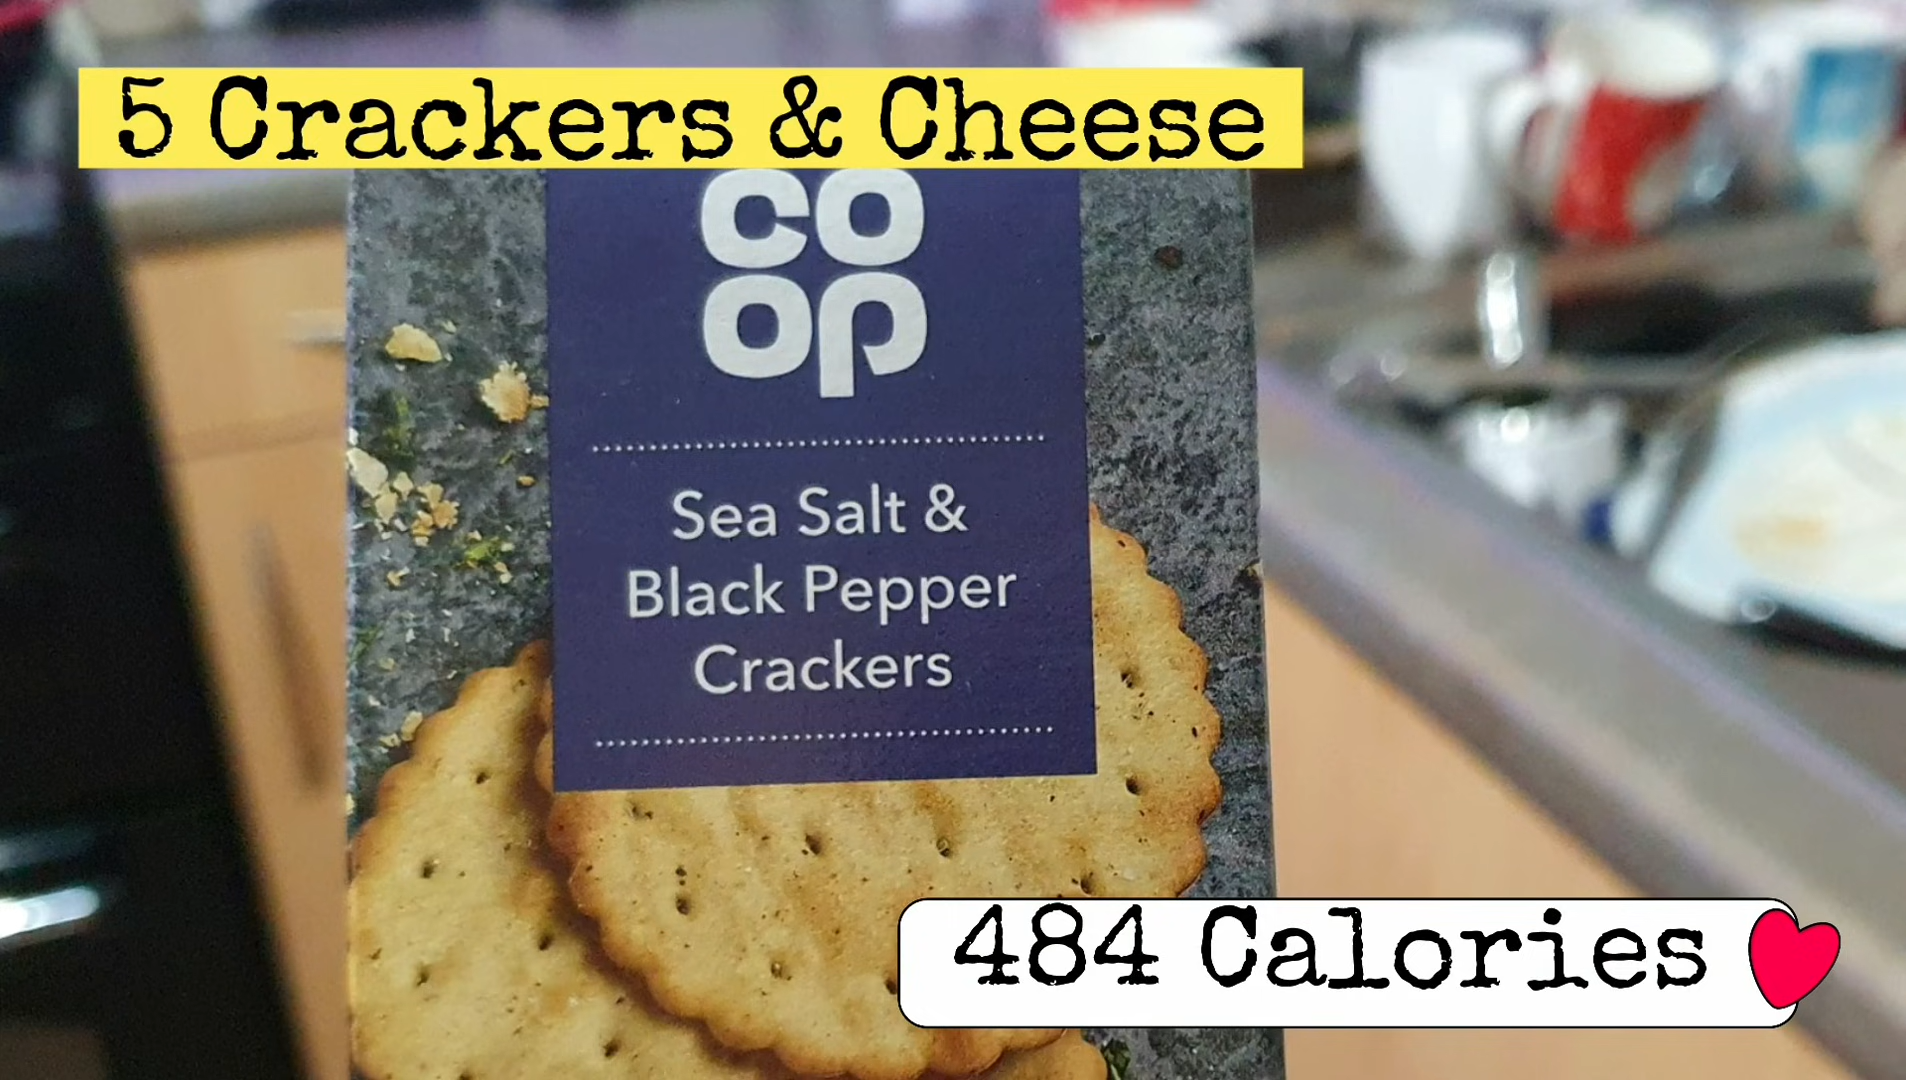 5 Crackers & Cheese
co
op
Sea Salt &
Black Pepper
Crackers
484 Calories